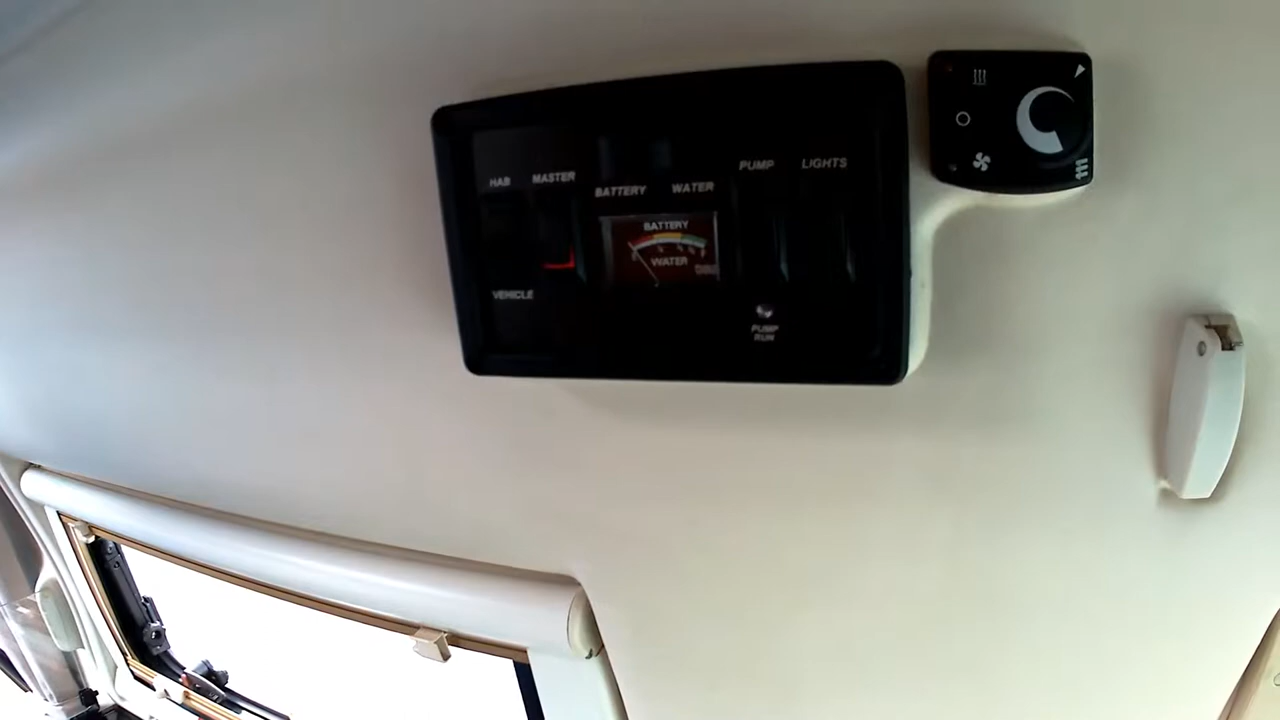 HAB MASTER
BATTERY WATER
PUMP LIGHTS
BATTERY
WATER
VEHICLE
PUMP
RUN